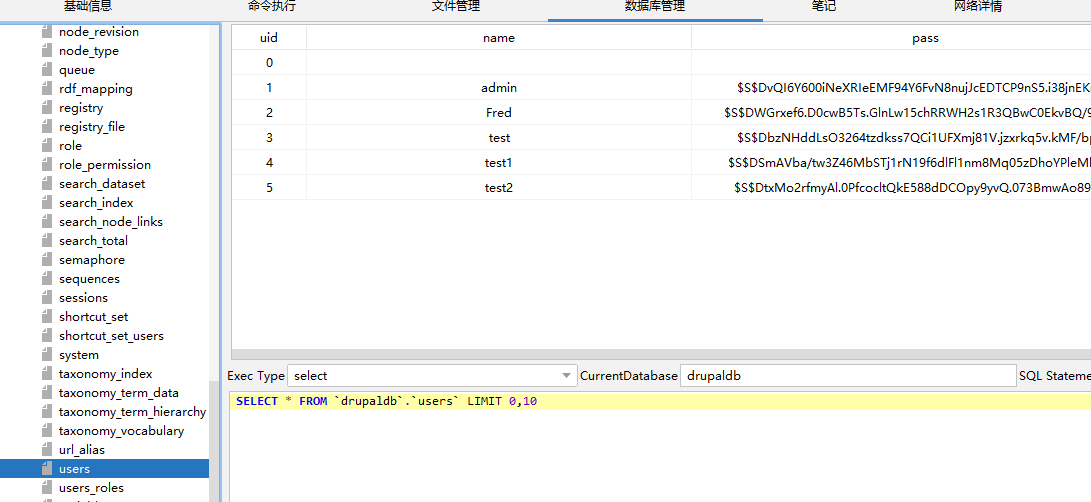 基础信息 命令执行 文件管理 数据库管理 笔记 网络详情
node_revision
node_type
queue
rdf_mapping
registry
registry_file
role
role_permission
search_dataset
search_index
search_node_links
search_total
semaphore
sequences
sessions
shortcut_set
shortcut_set_users
system
taxonomy_index
taxonomy_term_data
taxonomy_term_hierarchy
taxonomy_vocabulary
url_alias
users
users_roles
uid name pass
0
1 admin $S$DvQI6Y600iNeXRIeEMF94Y6FvN8nujJcEDTCP9nS5.i38jnEK
2 Fred $S$DWGrxef6.D0cwB5Ts.GlnLw15chRRWH2s1R3QBwC0EkvBQ/9
3 test $S$DbzNHddLsO3264tzdkss7QCi1UFXmj81V.jzxrkq5v.kMF/b
4 test1 $S$DSmAVba/tw3Z46MbSTj1rN19f6dlFl1nm8Mq05zDhoYPleM
5 test2 $S$DtxMo2rfmyAl.0PfcocltQkE588dDCOpy9yvQ.073BmwAo89
Exec Type select CurrentDatabase drupaldb SQL Stateme
SELECT * FROM `drupaldb`.`users` LIMIT 0,10